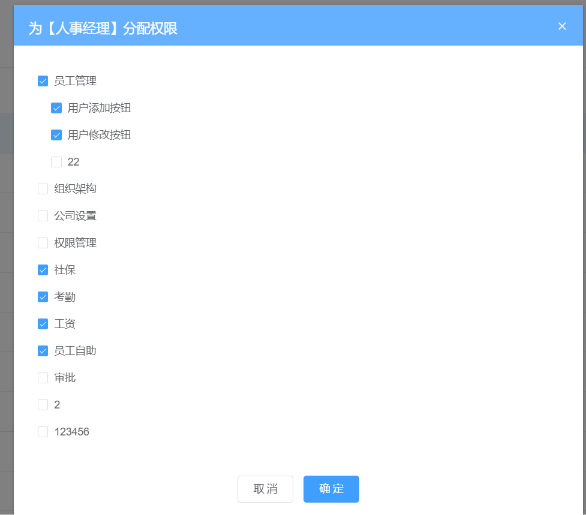 为【人事经理】分配权限
员工管理
用户添加按钮
用户修改按钮
22
组织架构
公司设置
权限管理
社保
考勤
工资
员工自助
审批
2
123456
取消 确定